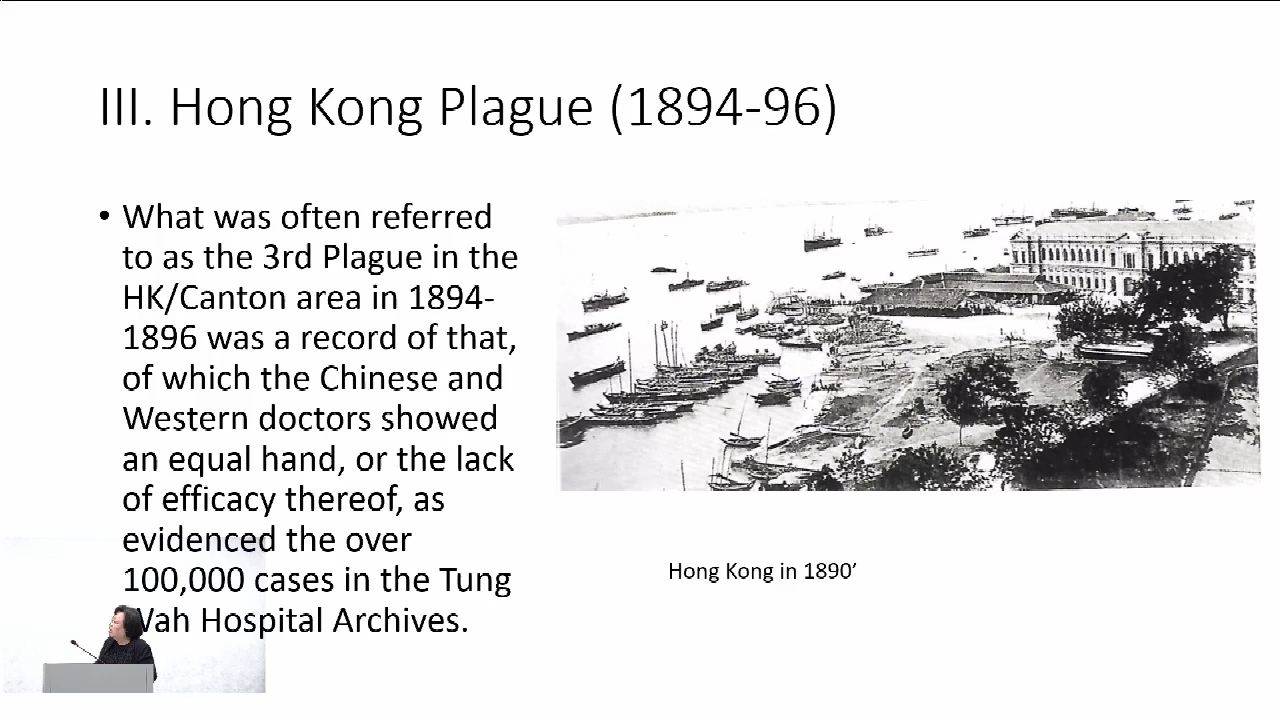 III. Hong Kong Plague (1894-96)
• What was often referred
to as the 3rd Plague in the
HK/Canton area in 1894-
1896 was a record of that,
of which the Chinese and
Western doctors showed
an equal hand, or the lack
of efficacy thereof, as
evidenced the over
100,000 cases in the Tung
Wah Hospital Archives.
Hong Kong in 1890’